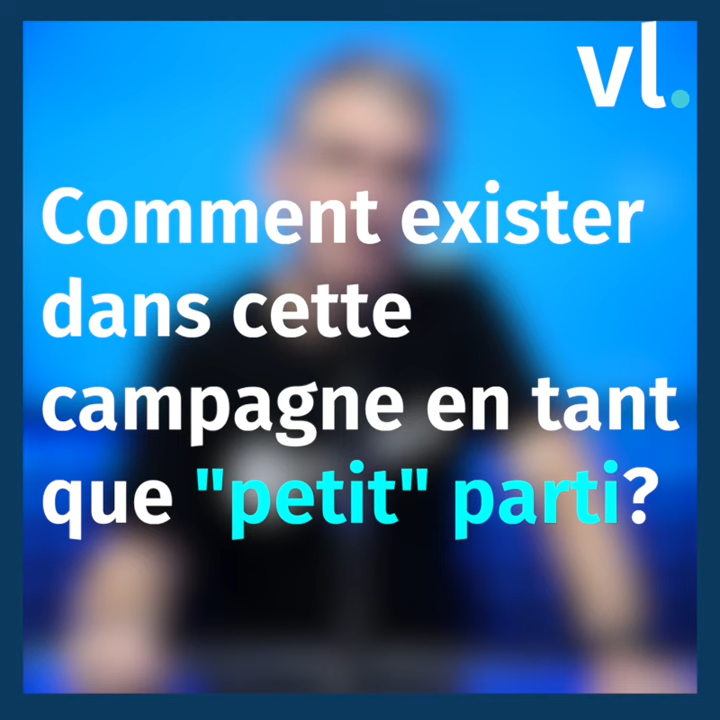 vl.
Comment exister
dans cette
campagne en tant
que "petit" parti?